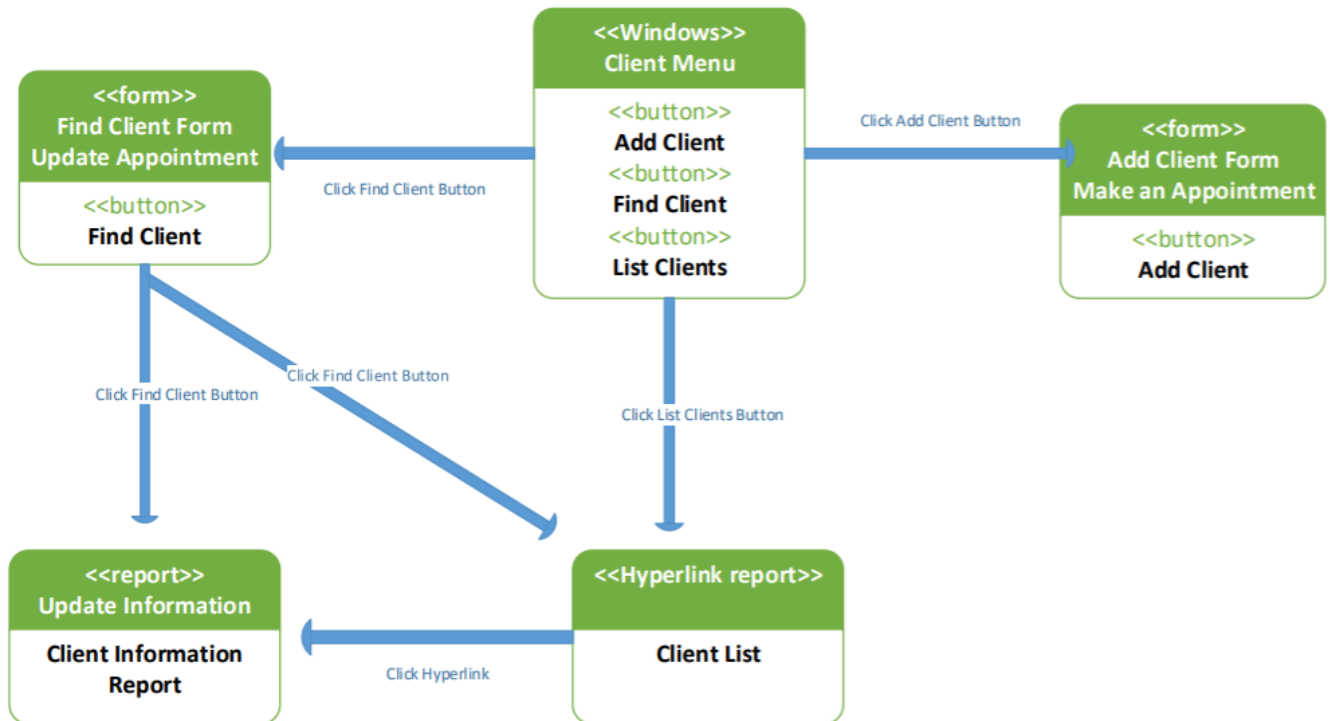 <<Windows>>
Client Menu
<<button>>
Add Client
<<button>>
Find Client
<<button>>
List Clients
<<form>>
Find Client Form
Update Appointment
<<button>>
Find Client
Click Find Client Button
Click Add Client Button
<<form>>
Add Client Form
Make an Appointment
<<button>>
Add Client
Click Find Client Button
Click Find Client Button
Click List Clients Button
<<report>>
Update Information
Client Information
Report
Click Hyperlink
<<Hyperlink report>>
Client List